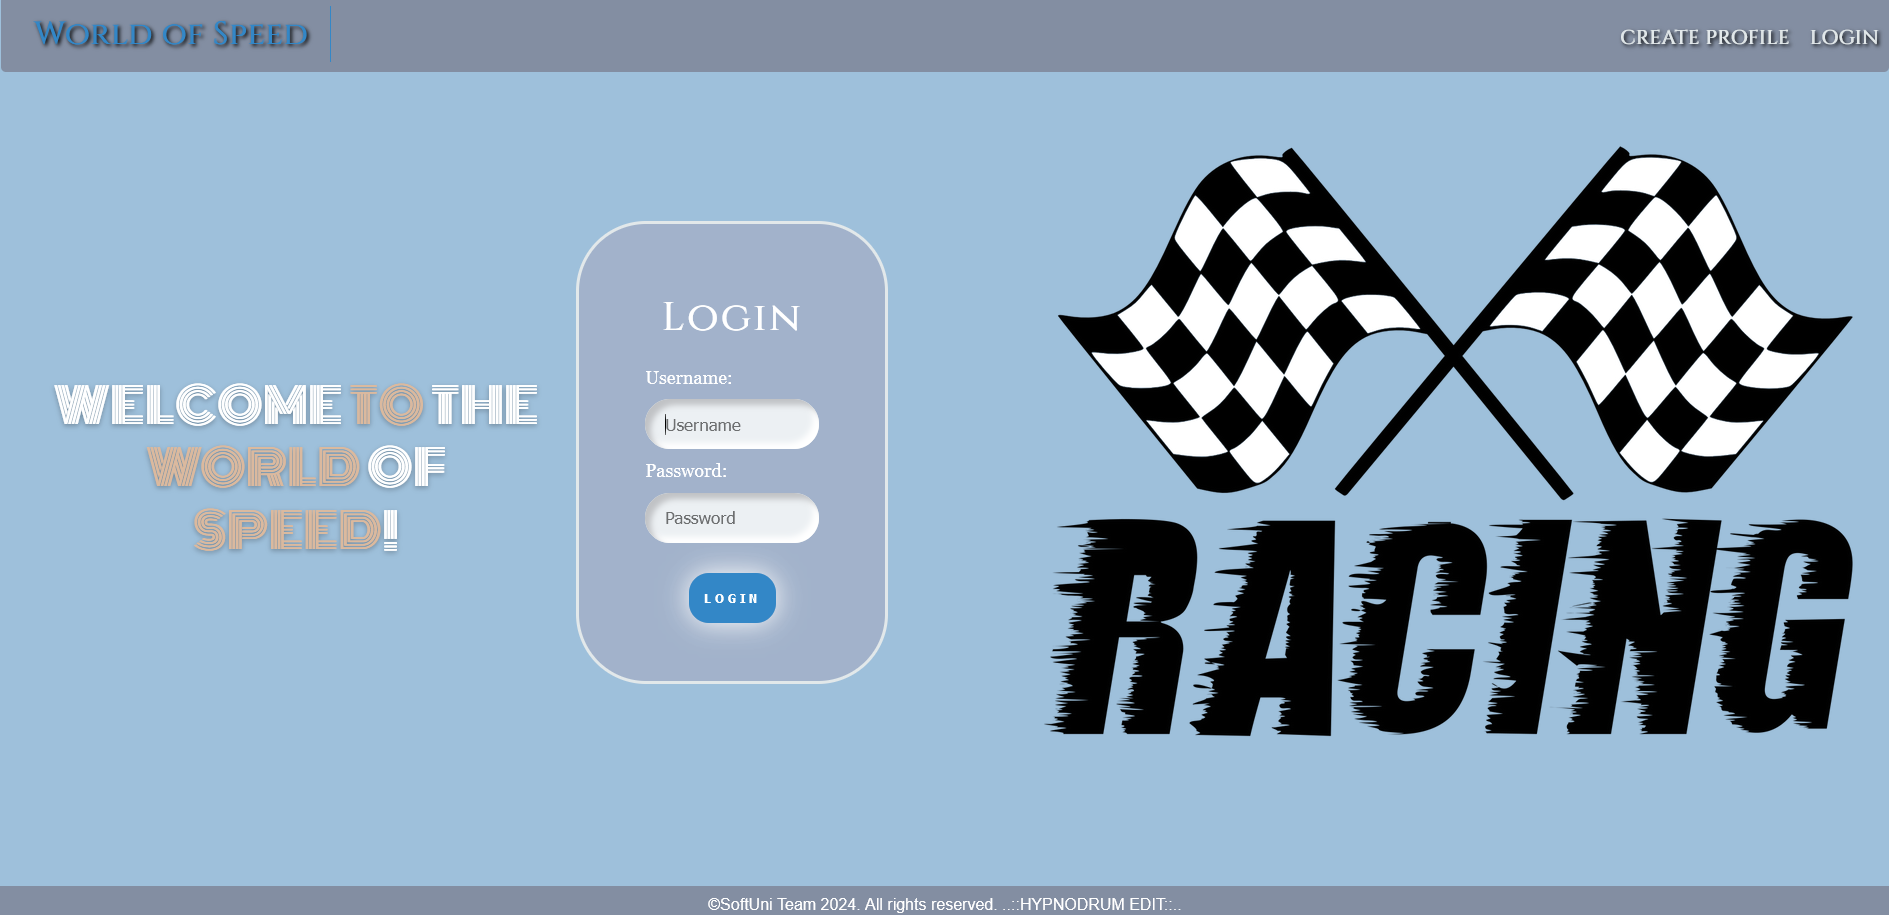 World of Speed
CREATE PROFILE
LOGIN
WELCOME TO THE
WORLD OF
SPEED!
Login
Username:
Username
Password:
Password
LOGIN
RACING
©SoftUni Team 2024. All rights reserved. ..::HYPNODRUM EDIT::..